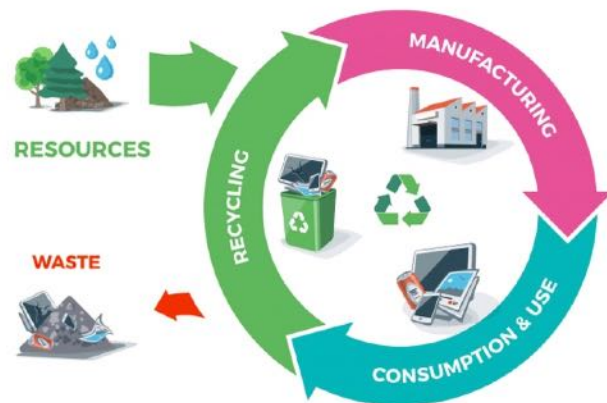 RESOURCES
WASTE
MANUFACTURING
CONSUMPTION & USE
RECYCLING